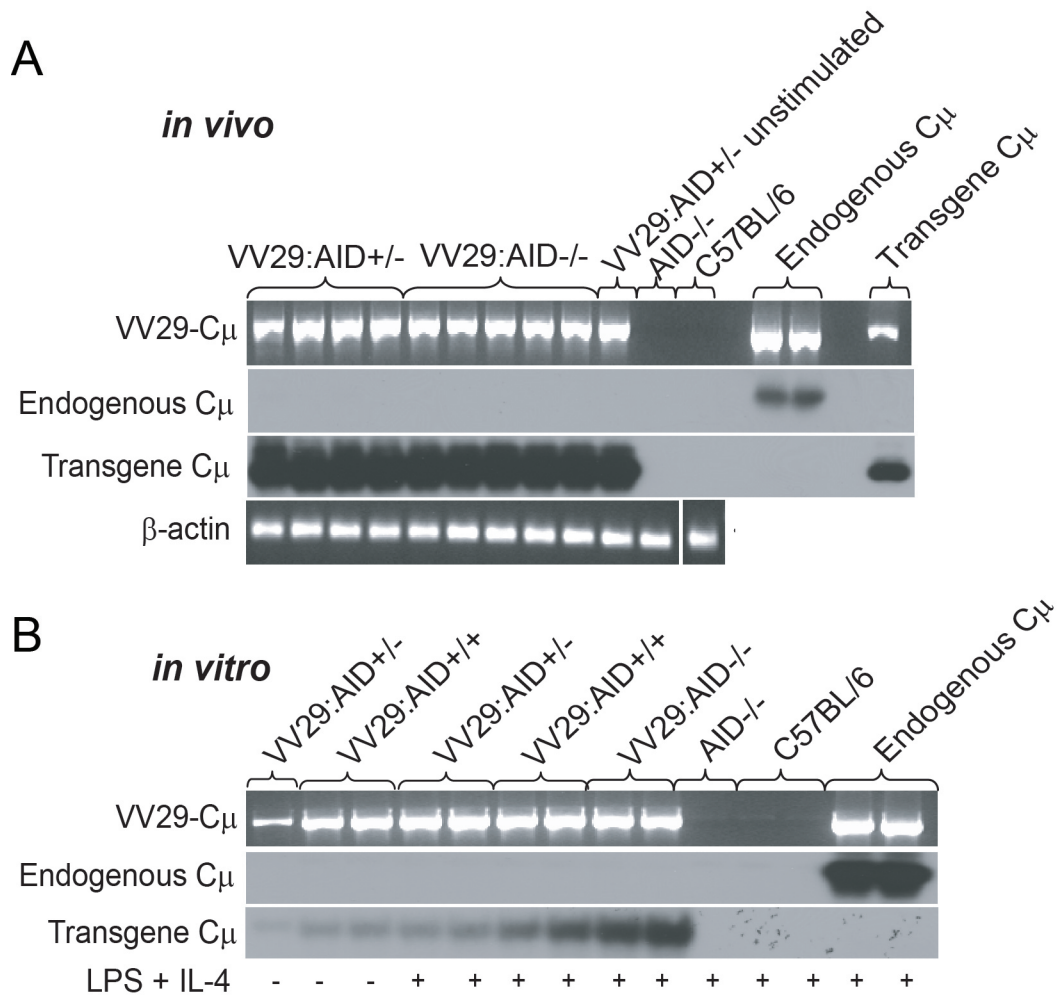 A
in vivo
VV29:AID+/- VV29:AID-/- VV29:AID+/- unstimulated AID-/- C57BL/6 Endogenous Cμ Transgene Cμ
VV29-Cμ
Endogenous Cμ
Transgene Cμ
β-actin
B
in vitro
VV29:AID+/- VV29:AID+/+ VV29:AID+/- VV29:AID+/+ VV29:AID-/- AID-/- C57BL/6 Endogenous Cμ
VV29-Cμ
Endogenous Cμ
Transgene Cμ
LPS + IL-4 - - - + + + + + + + + + + +